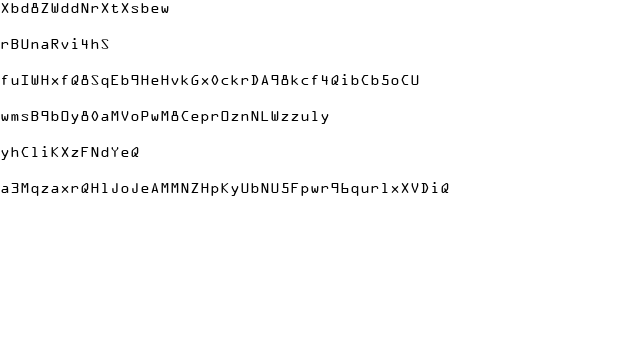 Xbd8ZWddNrXtXsbew
rBUnaRvi4hS
fuIWHxfQ8SqEb9HeHvkGx0ckrDA98kcf4QibCb5oCU
wmsB9bOy80aMVoPwM8CeprOznNLWzzuly
yhCliKXzFNdYeQ
a3MqzaxrQHlJoJeAMMNZHpKyUbNU5Fpwr96qurlxXVDiQ